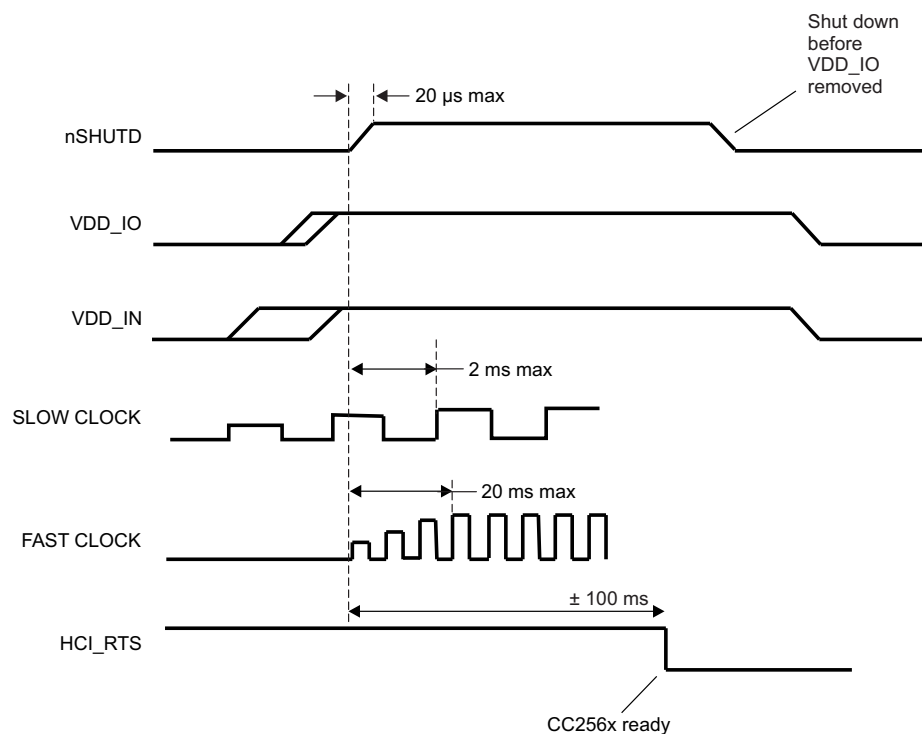 Shut down
before
VDD_IO
removed
20 µs max
nSHUTD
VDD_IO
VDD_IN
2 ms max
SLOW CLOCK
20 ms max
FAST CLOCK
± 100 ms
HCI_RTS
CC256x ready